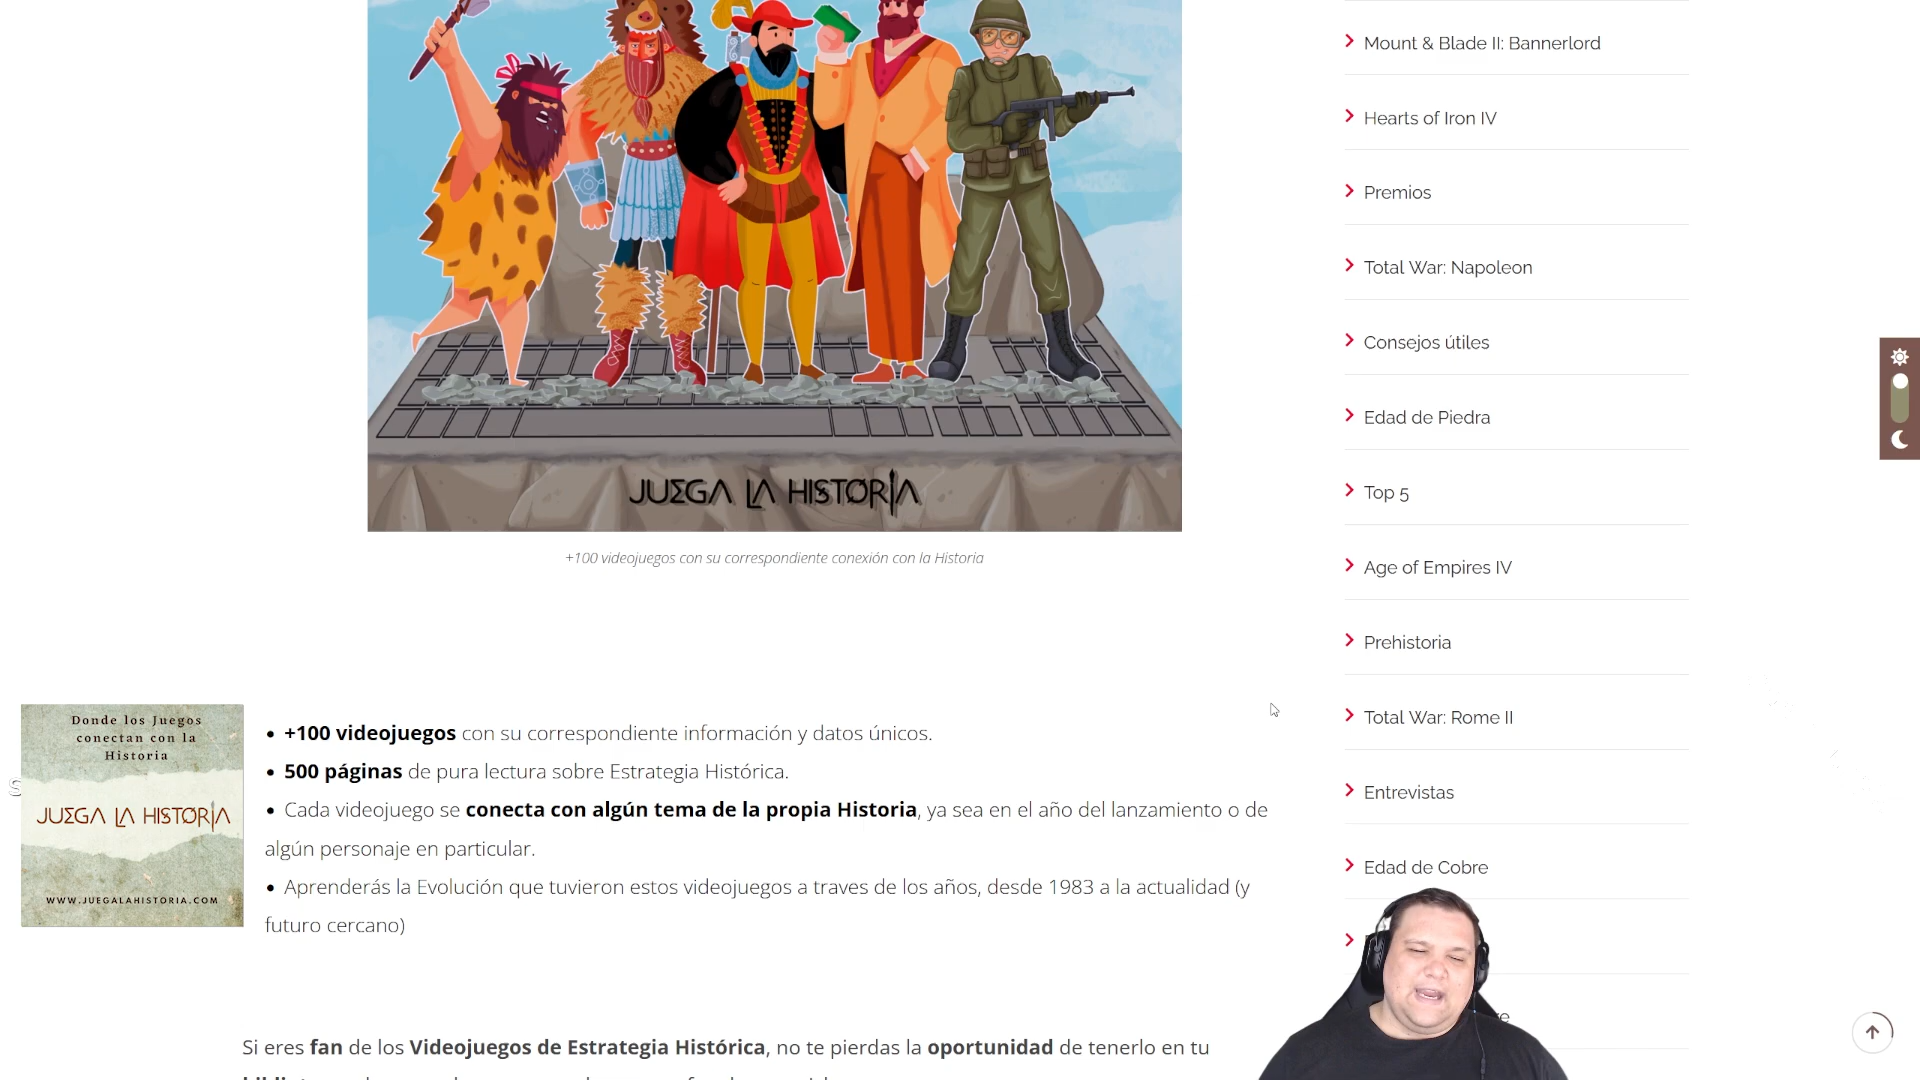 Mount & Blade II: Bannerlord
Hearts of Iron IV
Premios
Total War: Napoleon
Consejos útiles
Edad de Piedra
Top 5
Age of Empires IV
Prehistoria
Total War: Rome II
Entrevistas
Edad de Cobre
JUEGA LA HISTORIA
+100 videojuegos con su correspondiente conexión con la Historia
Donde los Juegos
conectan con la
Historia
JUEGA LA HISTORIA
WWW.JUEGALAHISTORIA.COM
• +100 videojuegos con su correspondiente información y datos únicos.
• 500 páginas de pura lectura sobre Estrategia Histórica.
• Cada videojuego se conecta con algún tema de la propia Historia, ya sea en el año del lanzamiento o de
algún personaje en particular.
• Aprenderás la Evolución que tuvieron estos videojuegos a traves de los años, desde 1983 a la actualidad (y
futuro cercano)
Si eres fan de los Videojuegos de Estrategia Histórica, no te pierdas la oportunidad de tenerlo en tu